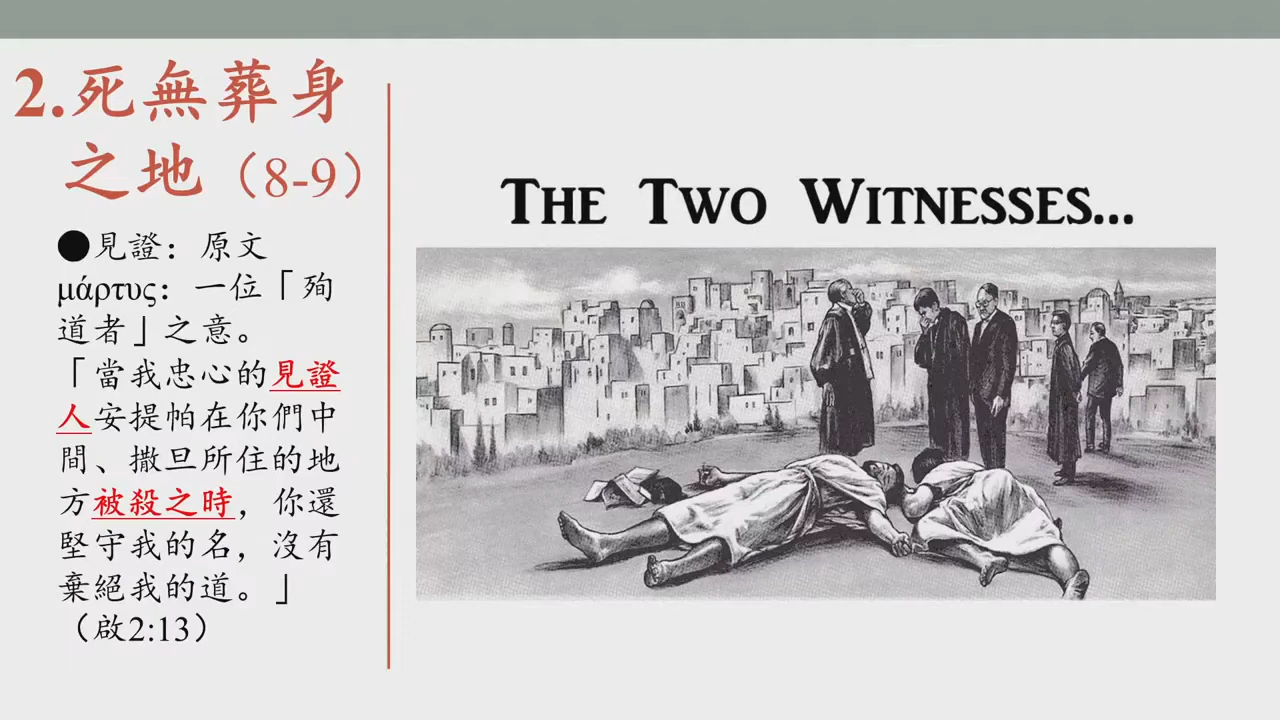 2.死無葬身
之地（8-9）
●見證：原文
μάρτυς：一位「殉
道者」之意。
「當我忠心的見證
人安提帕在你們中
間、撒旦所住的地
方被殺之時，你還
堅守我的名，沒有
棄絕我的道。」
（啟2:13）
THE TWO WITNESSES...